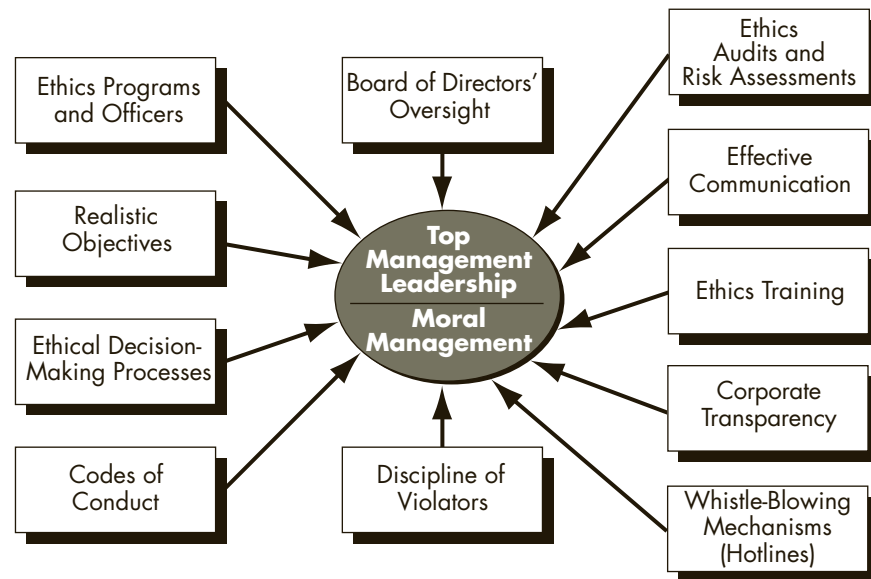 Ethics Programs
and Officers
Board of Directors'
Oversight
Ethics
Audits and
Risk Assessments
Realistic
Objectives
Effective
Communication
Top
Management
Leadership
Moral
Management
Ethics Training
Ethical Decision-
Making Processes
Corporate
Transparency
Codes of
Conduct
Discipline of
Violators
Whistle-Blowing
Mechanisms
(Hotlines)